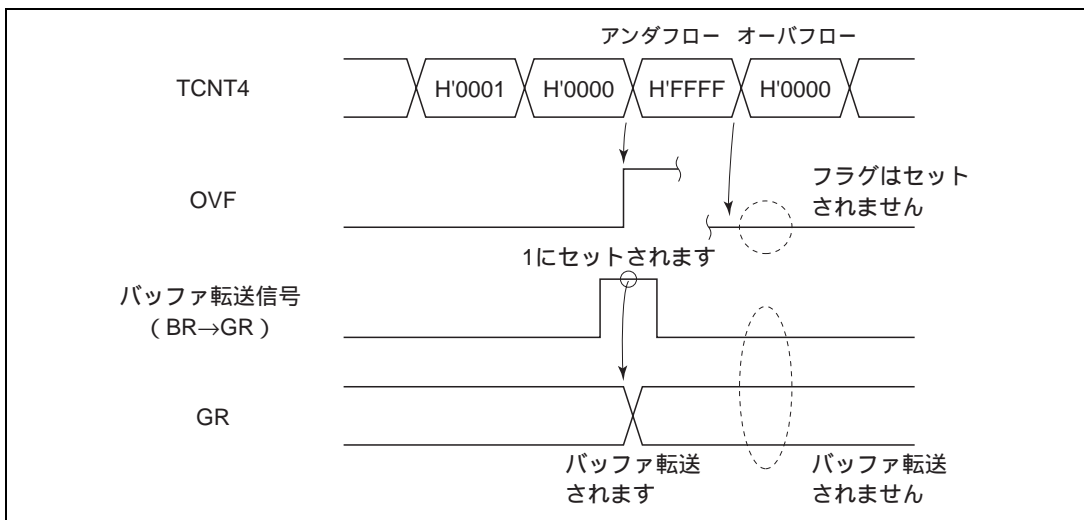 アンダフロー オーバフロー
TCNT4
H'0001 H'0000 H'FFFF H'0000
OVF
フラグはセット
されません
1にセットされます
バッファ転送信号
(BR→GR)
GR
バッファ転送
されます
バッファ転送
されません